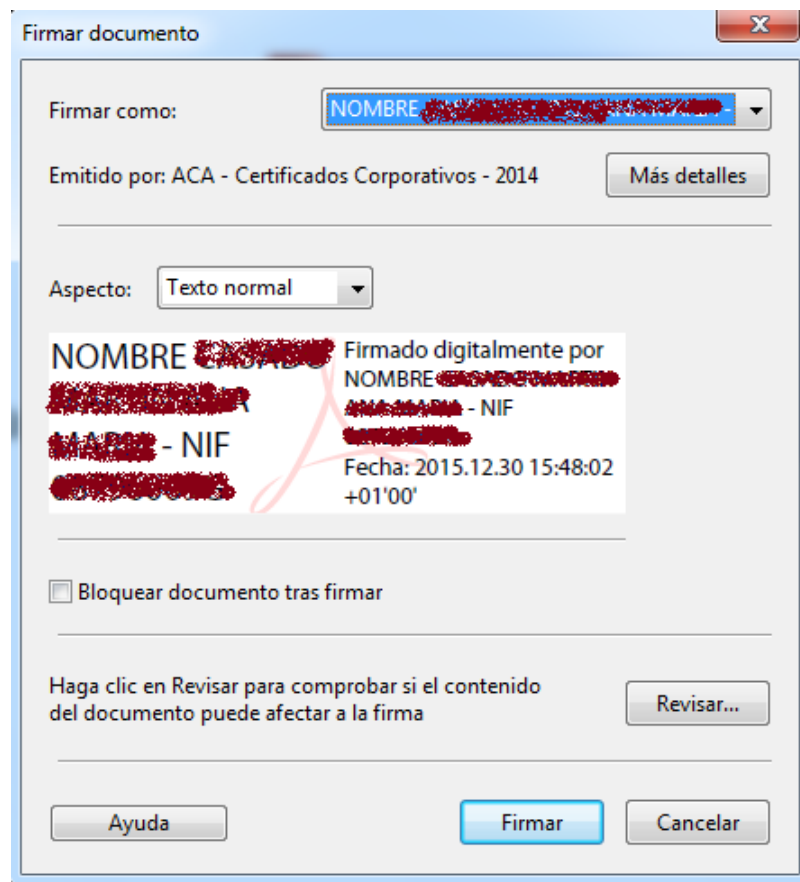 Firmar documento
Firmar como: NOMBRE -
Emitido por: ACA - Certificados Corporativos - 2014 Más detalles
Aspecto: Texto normal
NOMBRE
- NIF
Firmado digitalmente por
NOMBRE
- NIF
Fecha: 2015.12.30 15:48:02
+01'00'
Bloquear documento tras firmar
Haga clic en Revisar para comprobar si el contenido
del documento puede afectar a la firma
Revisar...
Ayuda Firmar Cancelar